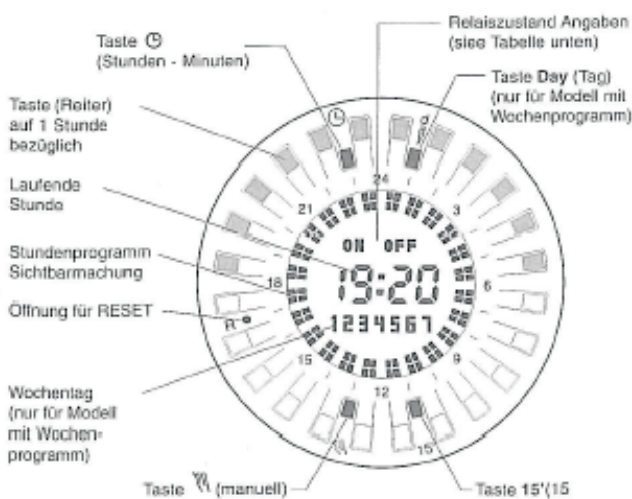 Taste
(Stunden - Minuten)
Relaiszustand Angaben
(siee Tabelle unten)
Taste Day (Tag)
(nur für Modell mit
Wochenprogramm)
Taste (Reiter)
auf 1 Stunde
bezüglich
Laufende
Stunde
Stundenprogramm
Sichtbarmachung
Öffnung für RESET
Wochentag
(nur für Modell
mit Wochen-
programm)
Taste (manuell)
Taste 15'(15
24
21
3
18
6
15
9
12
R
15'
ON OFF
19:20
1234567